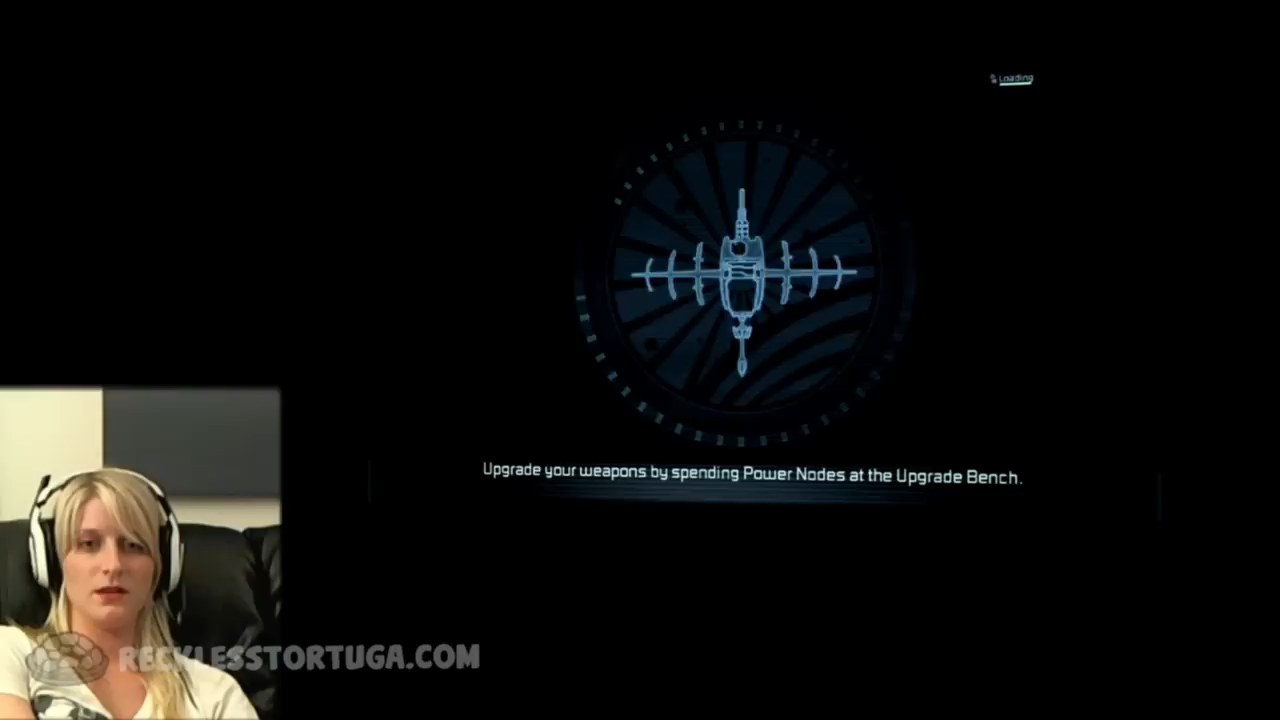 Loading
Upgrade your weapons by spending Power Nodes at the Upgrade Bench.
RECKLESSTORTUGA.COM